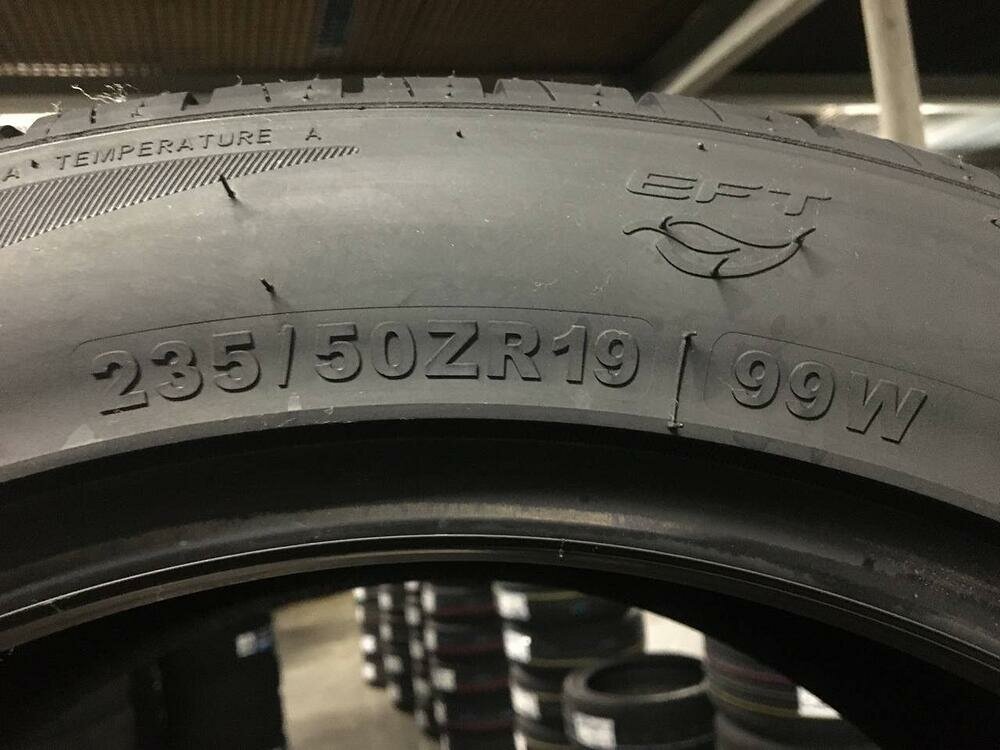 A TEMPERATURE A
EFT
235/50ZR19 99W